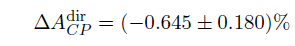 ΔA_{CP}^{dir} = (−0.645 ± 0.180)%